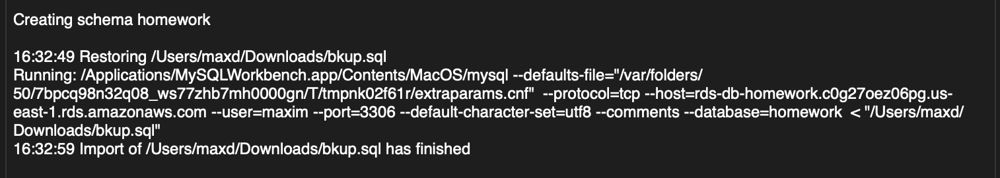 Creating schema homework
16:32:49 Restoring /Users/maxd/Downloads/bkup.sql
Running: /Applications/MySQLWorkbench.app/Contents/MacOS/mysql --defaults-file="/var/folders/
50/7bpcq98n32q08_ws77zhb7mh0000gn/T/tmpnk02f61r/extraparams.cnf"  --protocol=tcp --host=rds-db-homework.c0g27oez06pg.us-
east-1.rds.amazonaws.com --user=maxim --port=3306 --default-character-set=utf8 --comments --database=homework  < "/Users/maxd/
Downloads/bkup.sql"
16:32:59 Import of /Users/maxd/Downloads/bkup.sql has finished